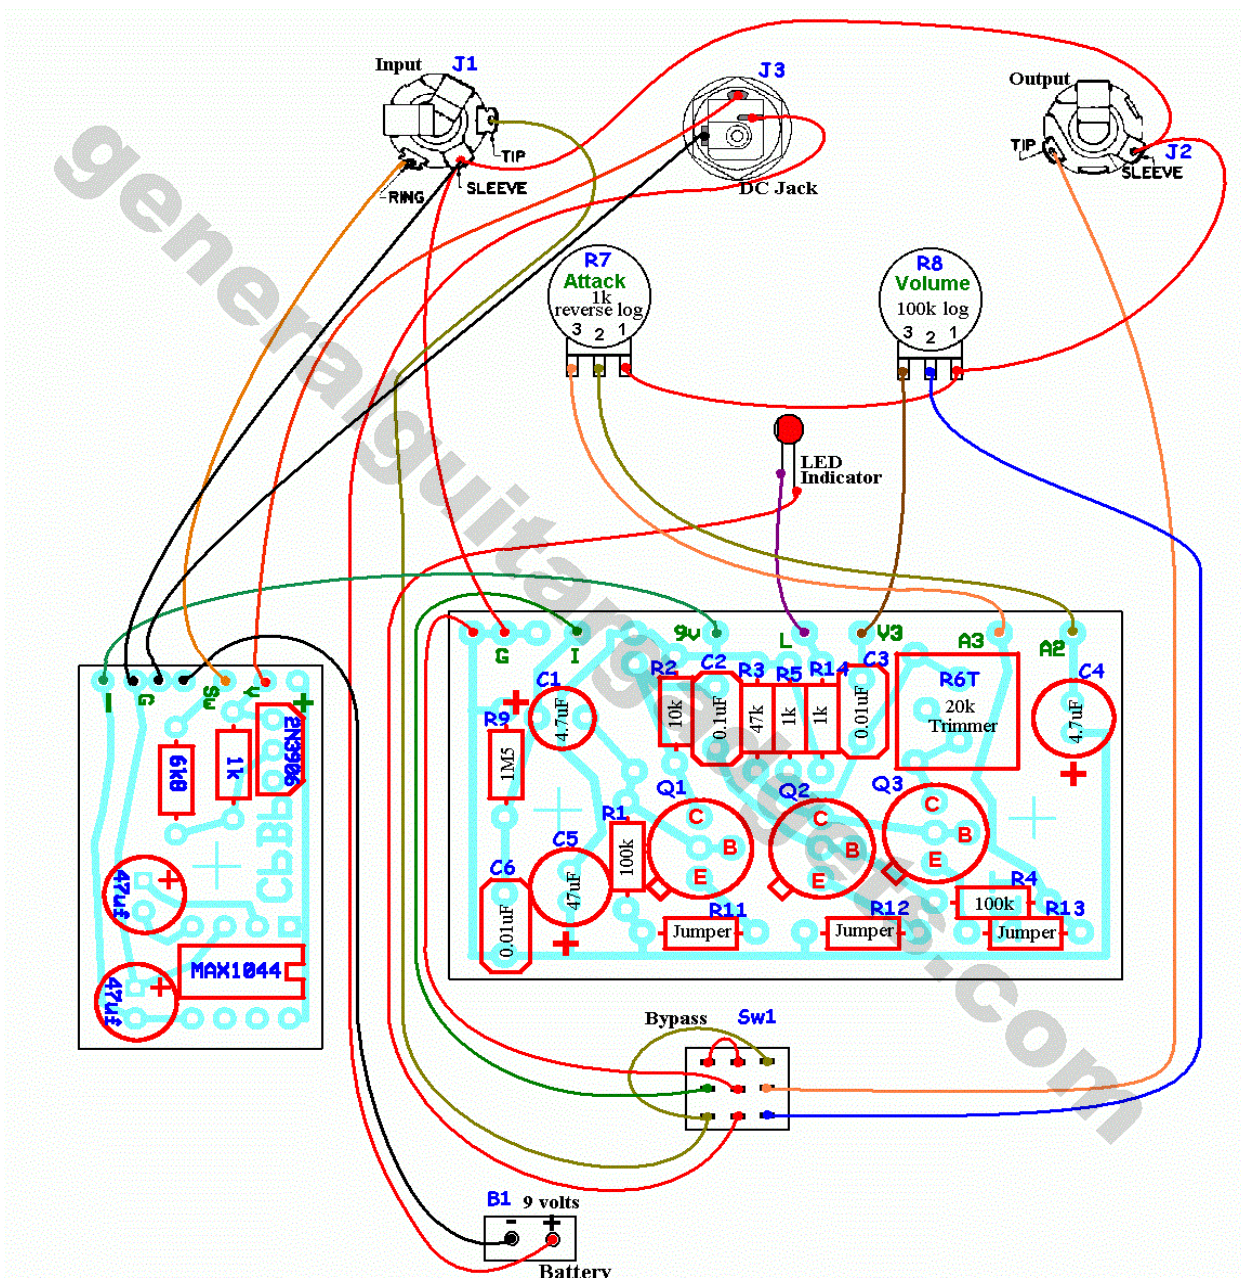 Input
J1
TIP
SLEEVE
RING
J3
DC Jack
Output
TIP
J2
SLEEVE
R7
Attack
1k
reverse log
3 2 1
R8
Volume
100k log
3 2 1
LED
Indicator
generalguitargadgets.com
I G Sw V +
6k8
1k
2N3906
47uf
+
CLBP
MAX1044
47uf
+
G I 9v L V3 A3 A2
C1
4.7uF
+
R9
1M5
R2
10k
C2
0.1uF
R3
47k
R5
1k
R14
1k
C3
0.01uF
R6T
20k
Trimmer
C4
4.7uF
+
Q1
C
B
E
Q2
C
B
E
Q3
C
B
E
R1
100k
C5
47uF
+
C6
0.01uF
R4
100k
R11
Jumper
R12
Jumper
R13
Jumper
Bypass
Sw1
B1
9 volts
- +
Battery